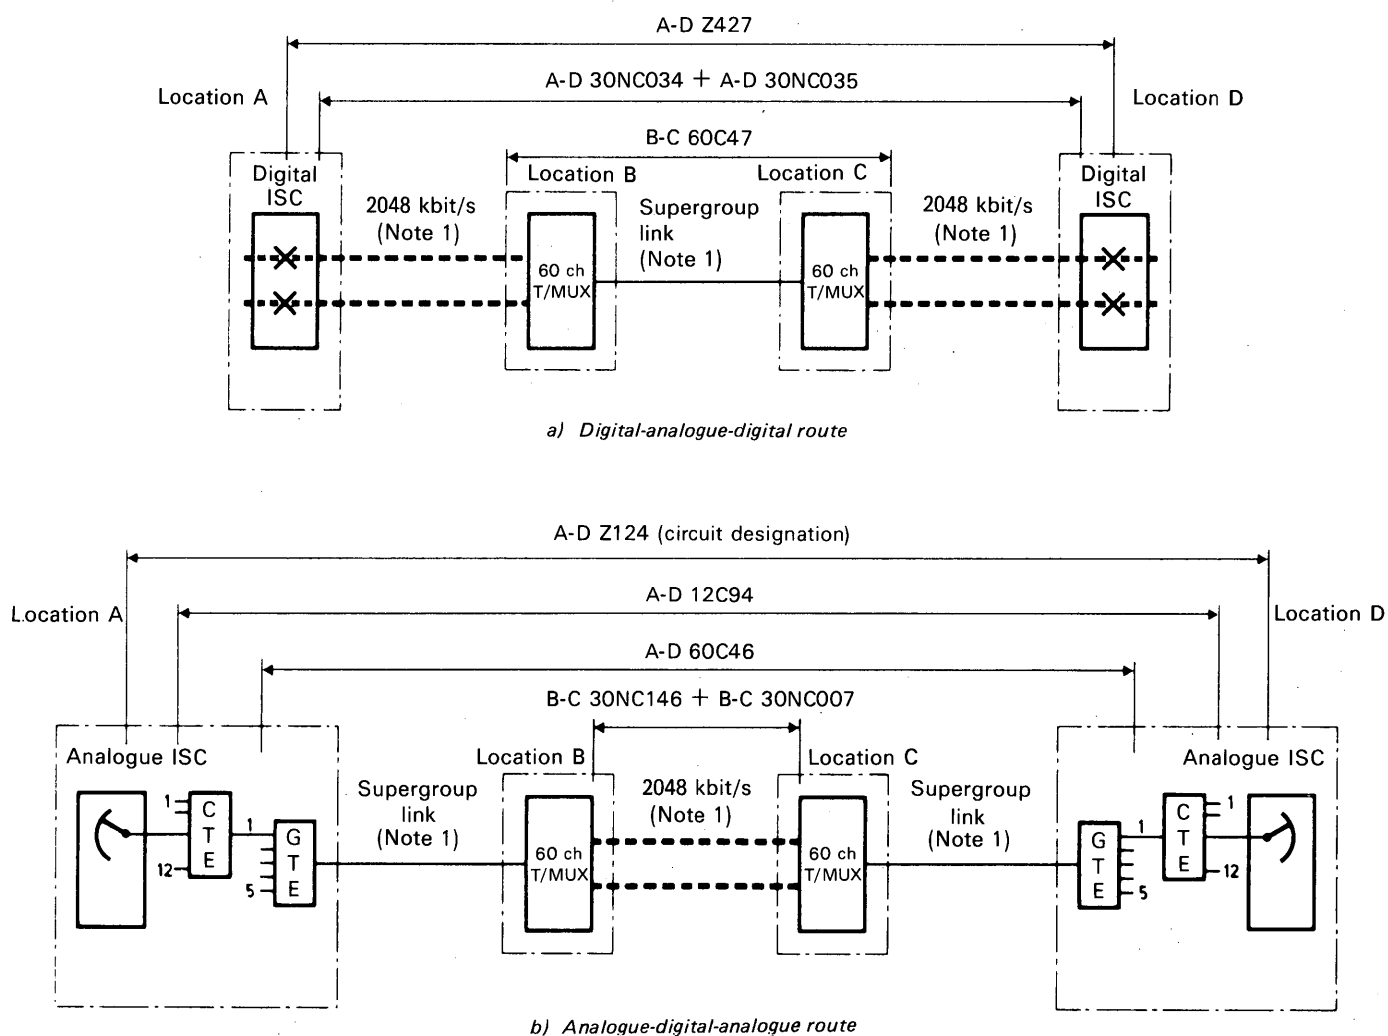 A-D Z427
A-D 30NC034 + A-D 30NC035
Location A
Location D
B-C 60C47
Digital
ISC
Location B
Location C
Digital
ISC
2048 kbit/s
(Note 1)
Supergroup
link
(Note 1)
2048 kbit/s
(Note 1)
60 ch
T/MUX
60 ch
T/MUX
a) Digital-analogue-digital route
A-D Z124 (circuit designation)
A-D 12C94
Location A
Location D
A-D 60C46
B-C 30NC146 + B-C 30NC007
Analogue ISC
Location B
Location C
Analogue ISC
Supergroup
link
(Note 1)
2048 kbit/s
(Note 1)
Supergroup
link
(Note 1)
1
12
C
T
E
1
5
G
T
E
60 ch
T/MUX
60 ch
T/MUX
G
T
E
1
5
C
T
E
1
12
b) Analogue-digital-analogue route